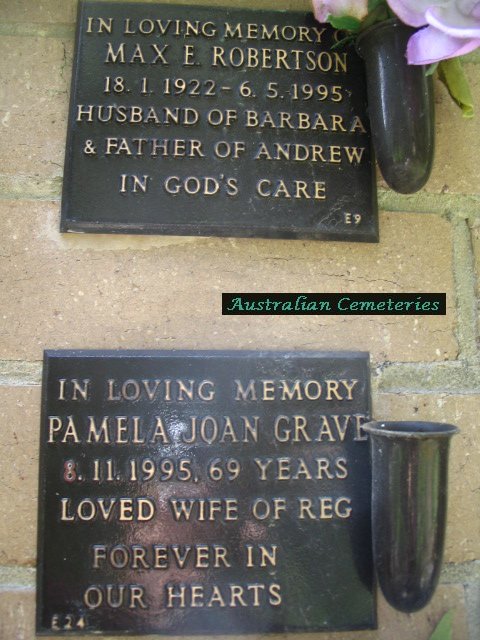 IN LOVING MEMORY
MAX E. ROBERTSON
18. 1. 1922 – 6. 5. 1995
HUSBAND OF BARBARA
& FATHER OF ANDREW
IN GOD'S CARE
E9
Australian Cemeteries
IN LOVING MEMORY
PAMELA JOAN
8. 11. 1995, 69 YEARS
LOVED WIFE OF REG
FOREVER IN
OUR HEARTS
E24